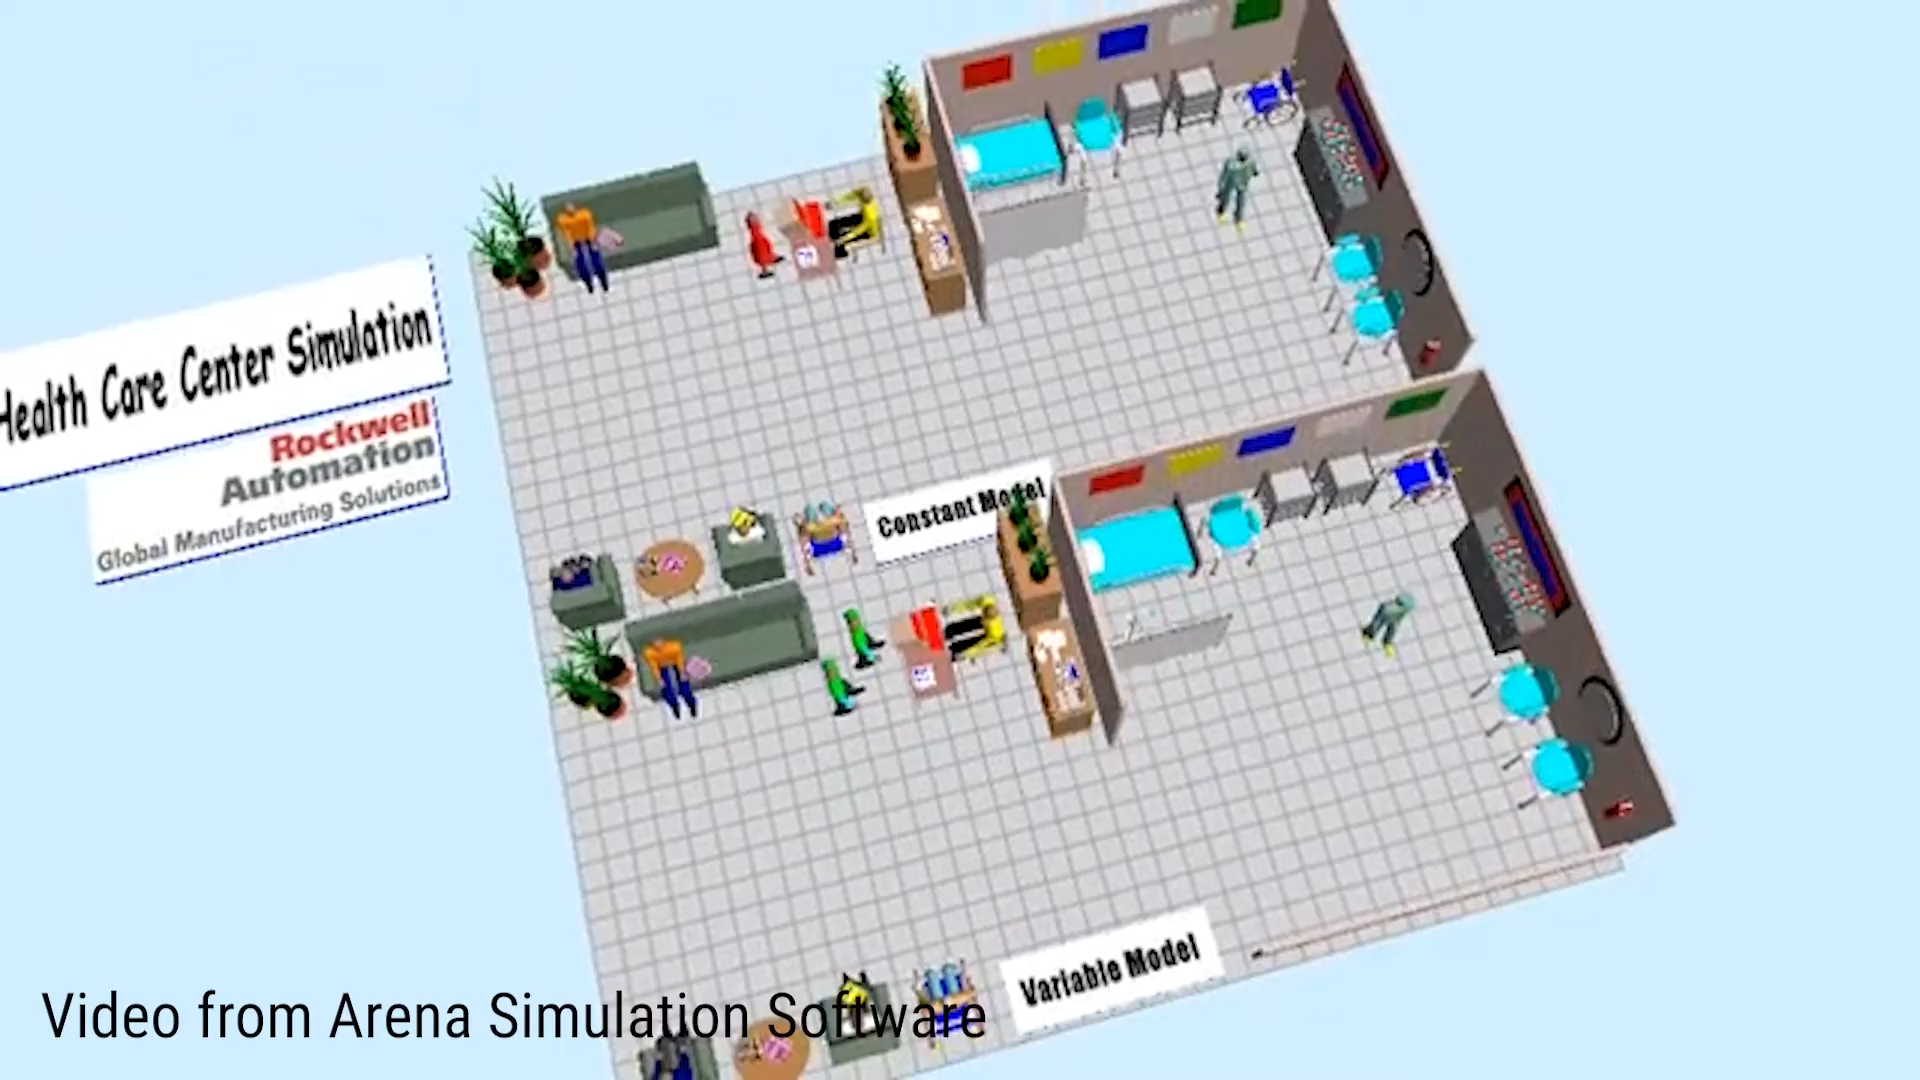 Health Care Center Simulation
Rockwell
Automation
Global Manufacturing Solutions
Constant Model
Variable Model
Video from Arena Simulation Software